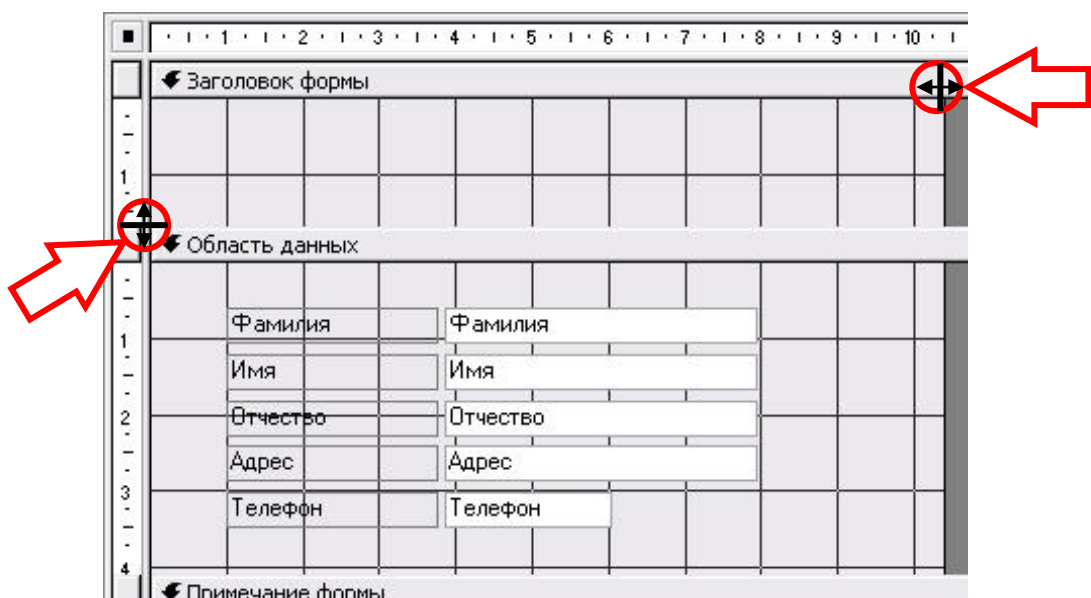 1 2 3 4 5 6 7 8 9 10
Заголовок формы
1
Область данных
Фамилия Фамилия
1
Имя Имя
2 Отчество Отчество
Адрес Адрес
3
Телефон Телефон
4
Примечание формы